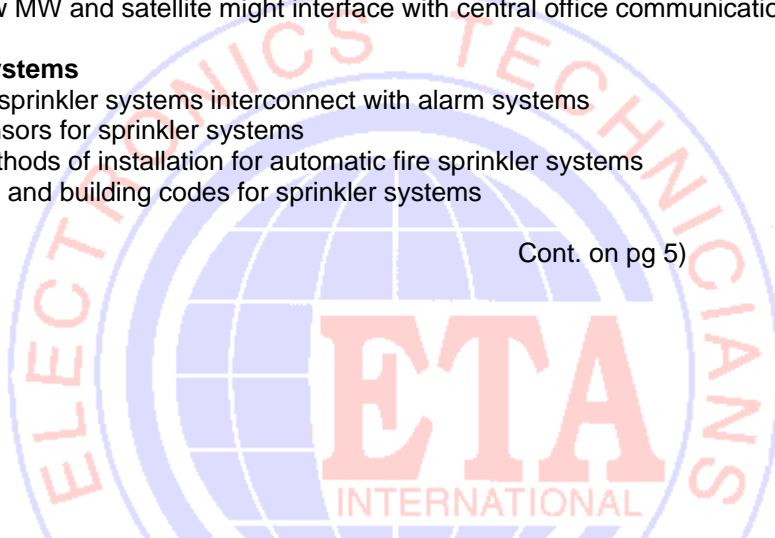 MW and satellite might interface with central office communicatio
ystems
sprinkler systems interconnect with alarm systems
sors for sprinkler systems
thods of installation for automatic fire sprinkler systems
and building codes for sprinkler systems
Cont. on pg 5)
ELECTRONICS TECHNICIANS
ETA
INTERNATIONAL